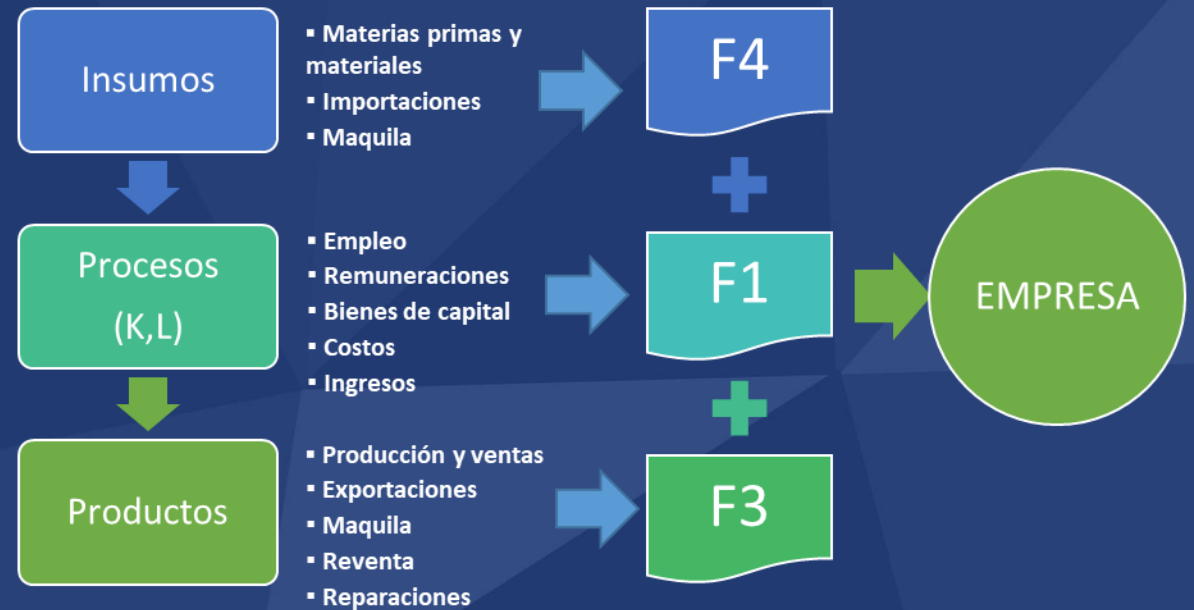 Insumos
▪ Materias primas y
materiales
▪ Importaciones
▪ Maquila
F4
Procesos
(K,L)
▪ Empleo
▪ Remuneraciones
▪ Bienes de capital
▪ Costos
▪ Ingresos
F1
EMPRESA
Productos
▪ Producción y ventas
▪ Exportaciones
▪ Maquila
▪ Reventa
▪ Reparaciones
F3